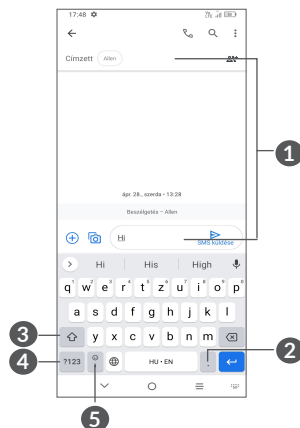 17:48
Címzett Allen
ápr. 28., szerda • 13:28
Beszélgetés – Allen
Hi
SMS küldése
Hi His High
q w e r t z u i o p
a s d f g h j k l
y x c v b n m
?123 HU • EN .
1
2
3
4
5